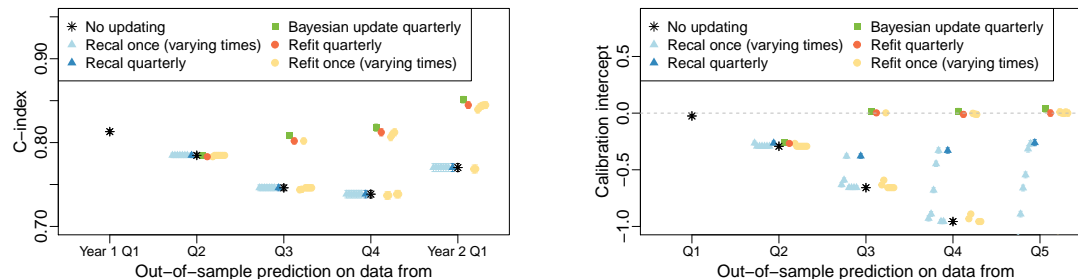 No updating
Recal once (varying times)
Recal quarterly
Bayesian update quarterly
Refit quarterly
Refit once (varying times)
C−index
0.90
0.80
0.70
Year 1 Q1
Q2
Q3
Q4
Year 2 Q1
Out−of−sample prediction on data from
No updating
Recal once (varying times)
Recal quarterly
Bayesian update quarterly
Refit quarterly
Refit once (varying times)
Calibration intercept
0.5
0.0
−0.5
−1.0
Q1
Q2
Q3
Q4
Q5
Out−of−sample prediction on data from